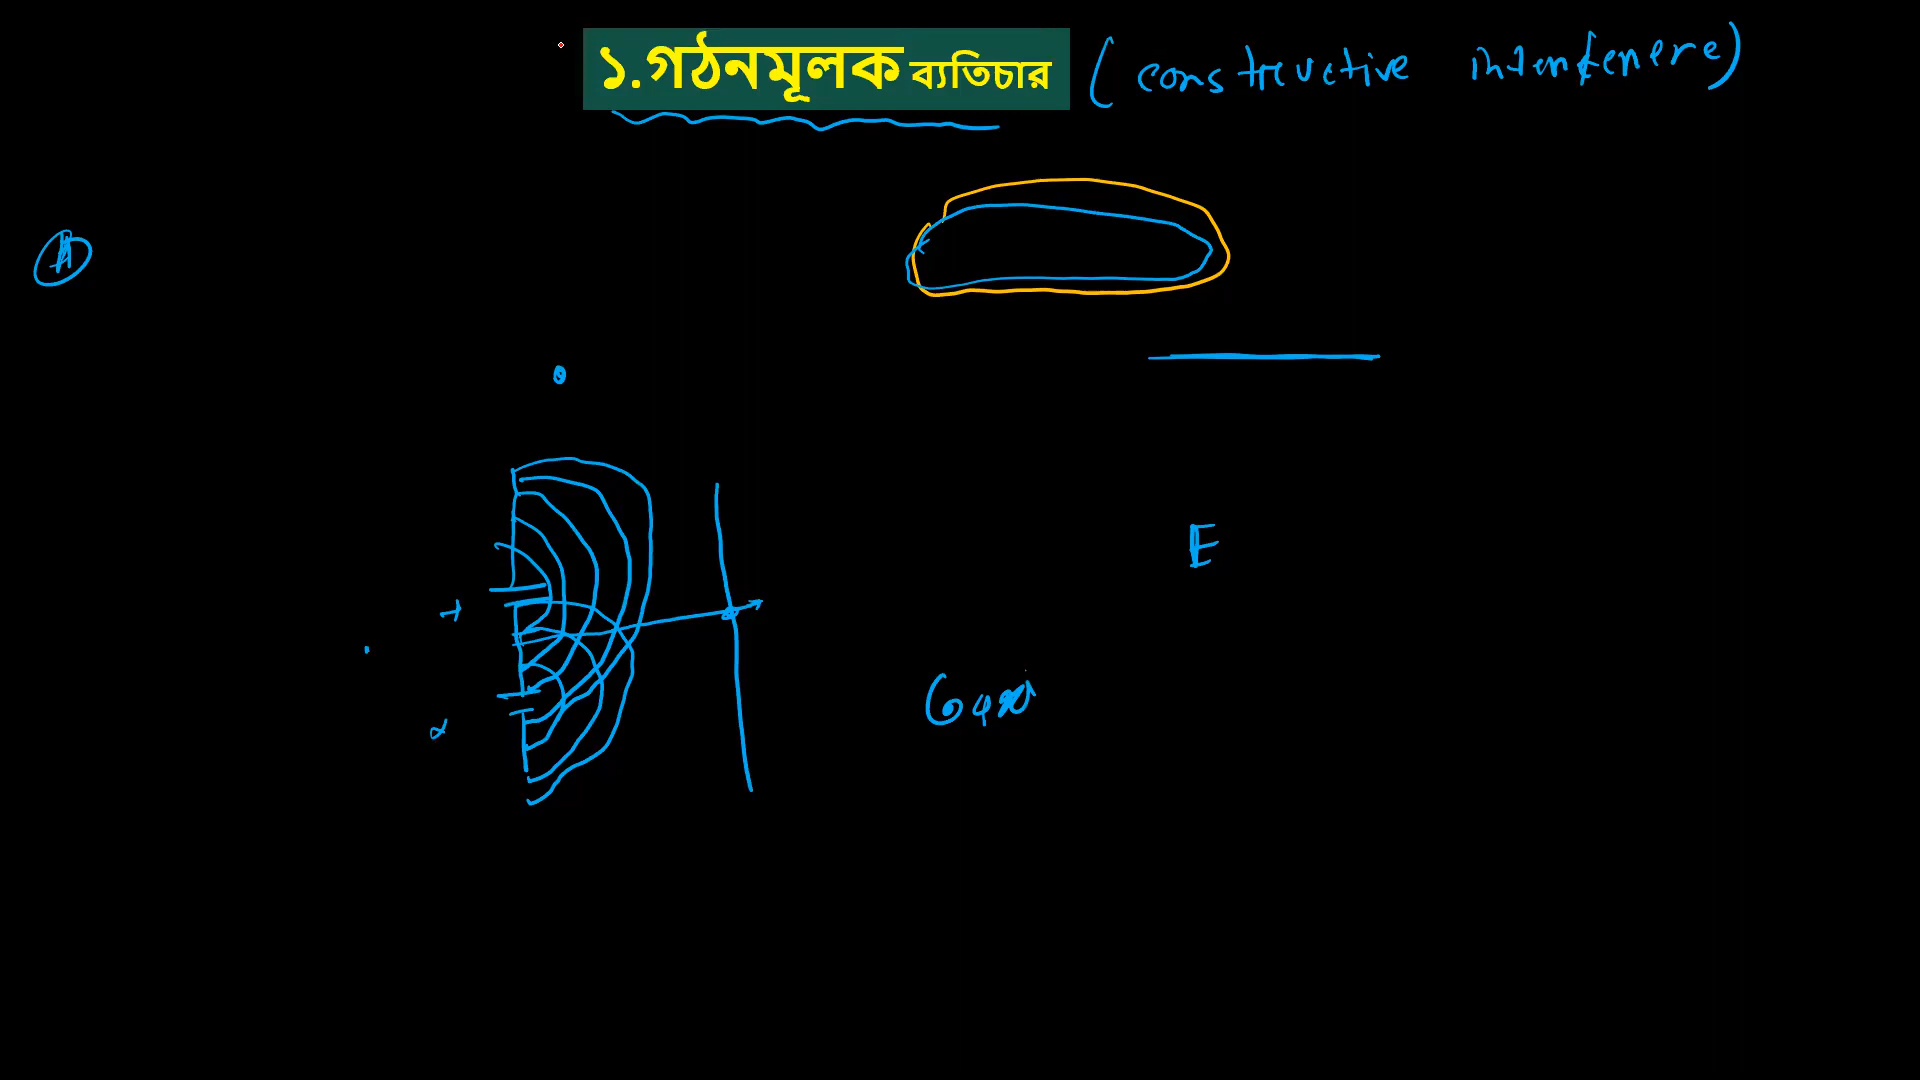 ১.গঠনমূলক ব্যতিচার (constructive interfenere)
E